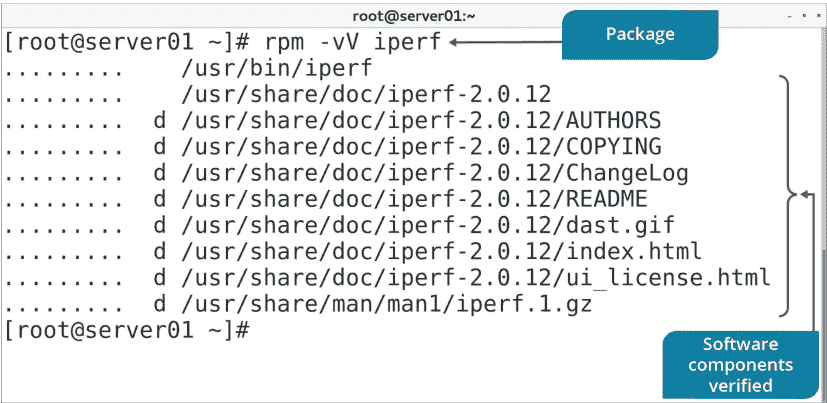 root@server01:~
[root@server01 ~]# rpm -vV iperf
Package
.........    /usr/bin/iperf
.........    /usr/share/doc/iperf-2.0.12
.........  d /usr/share/doc/iperf-2.0.12/AUTHORS
.........  d /usr/share/doc/iperf-2.0.12/COPYING
.........  d /usr/share/doc/iperf-2.0.12/ChangeLog
.........  d /usr/share/doc/iperf-2.0.12/README
.........  d /usr/share/doc/iperf-2.0.12/dast.gif
.........  d /usr/share/doc/iperf-2.0.12/index.html
.........  d /usr/share/doc/iperf-2.0.12/ui_license.html
.........  d /usr/share/man/man1/iperf.1.gz
[root@server01 ~]#
Software
components
verified